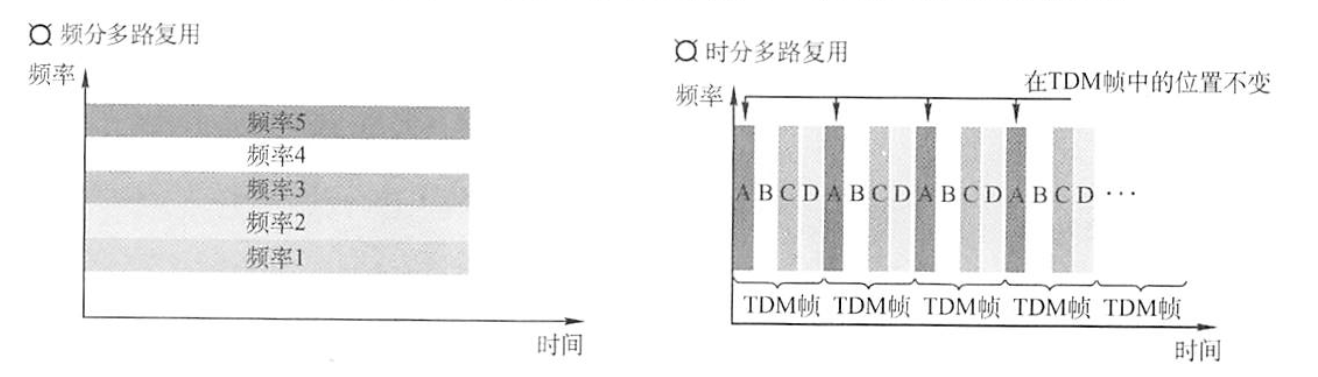 ¤ 频分多路复用
频率
频率5
频率4
频率3
频率2
频率1
时间
¤ 时分多路复用
频率
在TDM帧中的位置不变
A B C D A B C D A B C D A B C D ···
TDM帧 TDM帧 TDM帧 TDM帧 TDM帧
时间